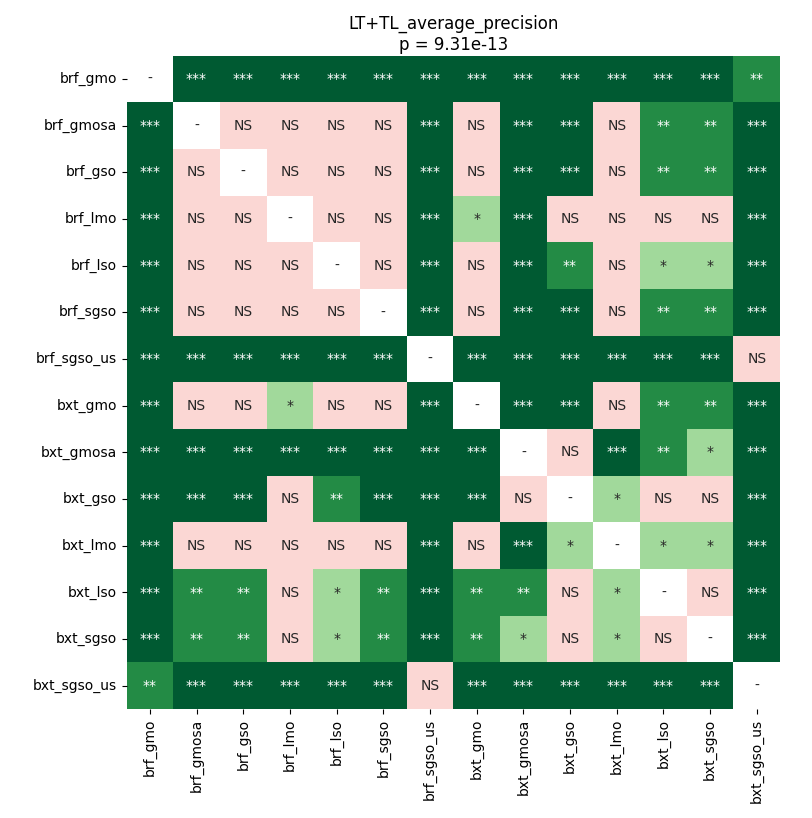 LT+TL_average_precision
p = 9.31e-13
brf_gmo - *** *** *** *** *** *** *** *** *** *** *** *** **
brf_gmosa *** - NS NS NS NS *** NS *** *** NS ** ** ***
brf_gso *** NS - NS NS NS *** NS *** *** NS ** ** ***
brf_lmo *** NS NS - NS NS *** * *** NS NS NS NS ***
brf_lso *** NS NS NS - NS *** NS *** ** NS * * ***
brf_sgso *** NS NS NS NS - *** NS *** *** NS ** ** ***
brf_sgso_us *** *** *** *** *** *** - *** *** *** *** *** *** NS
bxt_gmo *** NS NS * NS NS *** - *** *** NS ** ** ***
bxt_gmosa *** *** *** *** *** *** *** *** - NS *** ** * ***
bxt_gso *** *** *** NS ** *** *** *** NS - * NS NS ***
bxt_lmo *** NS NS NS NS NS *** NS *** * - * * ***
bxt_lso *** ** ** NS * ** *** ** ** NS * - NS ***
bxt_sgso *** ** ** NS * ** *** ** * NS * NS - ***
bxt_sgso_us ** *** *** *** *** *** NS *** *** *** *** *** *** -
brf_gmo brf_gmosa brf_gso brf_lmo brf_lso brf_sgso brf_sgso_us bxt_gmo bxt_gmosa bxt_gso bxt_lmo bxt_lso bxt_sgso bxt_sgso_us